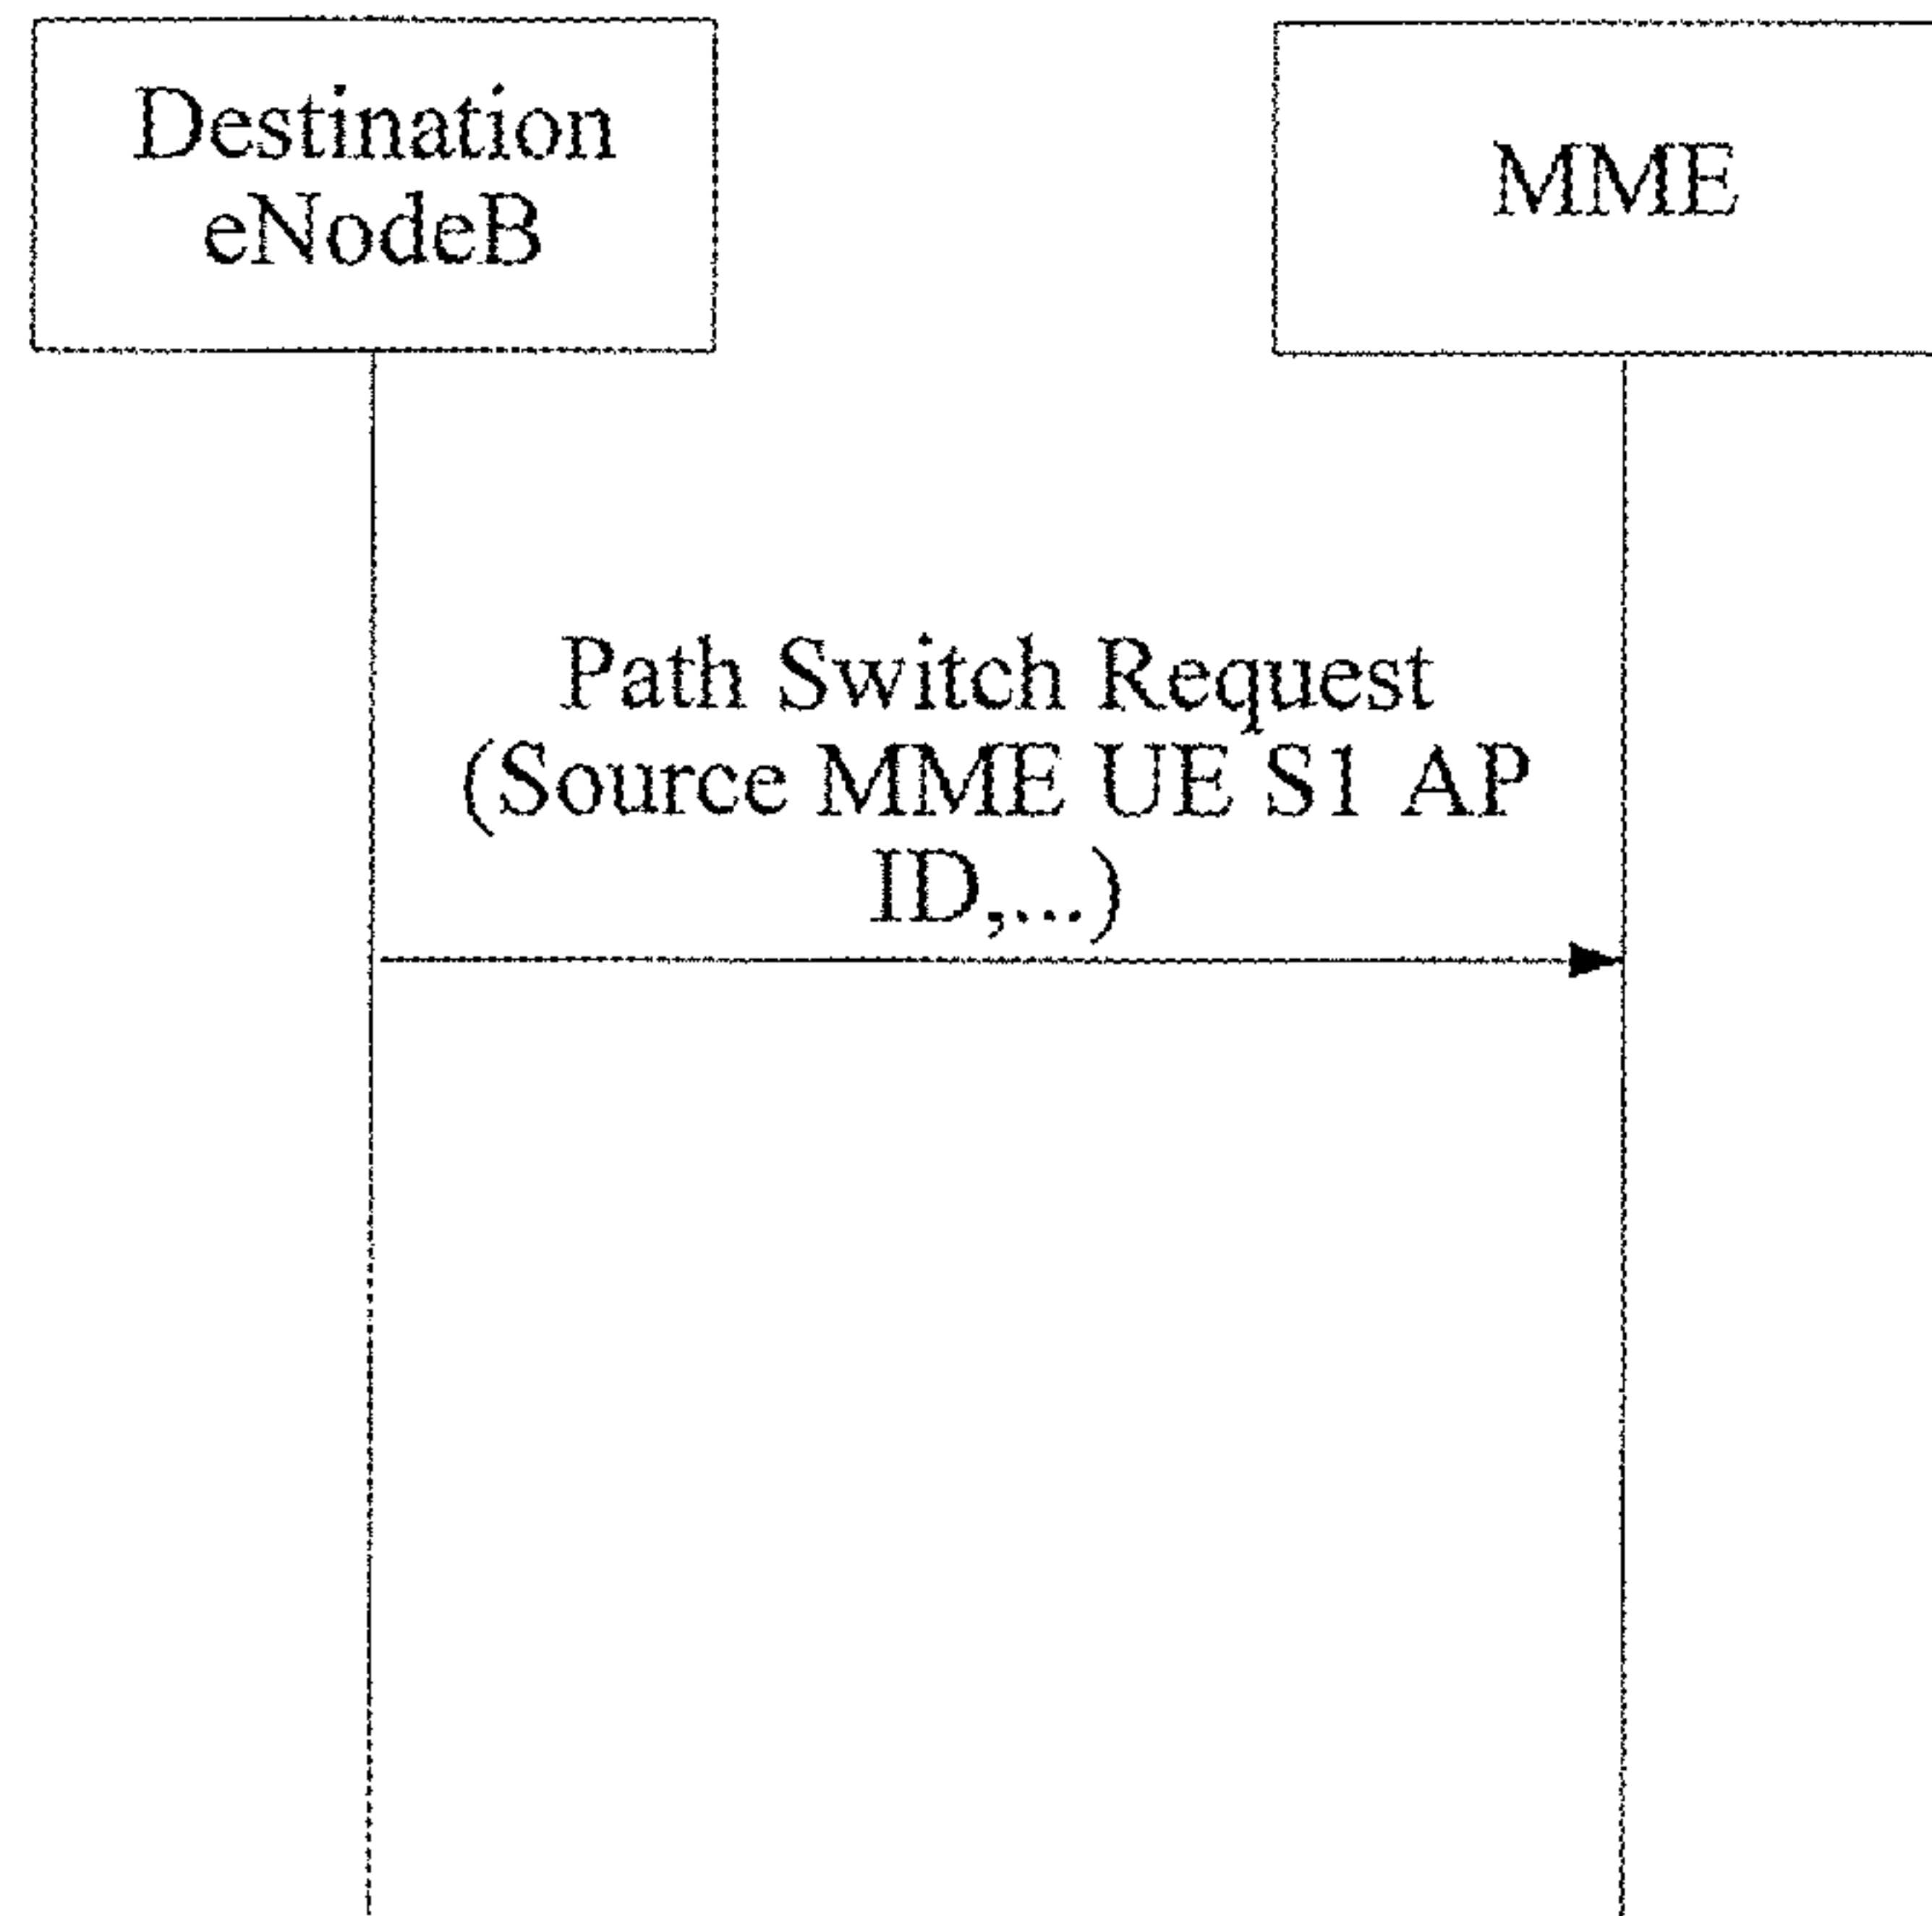 Destination
eNodeB
MME
Path Switch Request
(Source MME UE S1 AP
ID,...)